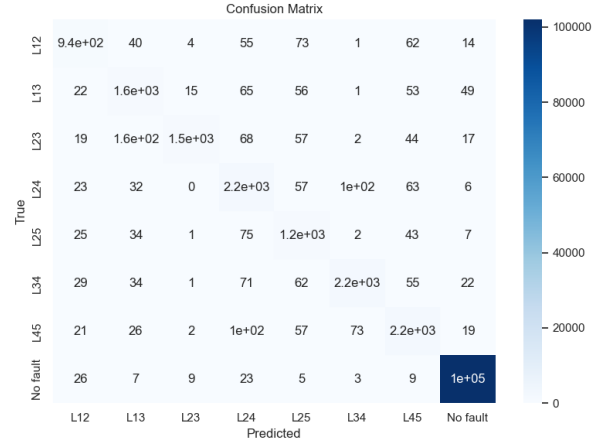 Confusion Matrix
L12 9.4e+02 40 4 55 73 1 62 14
L13 22 1.6e+03 15 65 56 1 53 49
L23 19 1.6e+02 1.5e+03 68 57 2 44 17
L24 23 32 0 2.2e+03 57 1e+02 63 6
L25 25 34 1 75 1.2e+03 2 43 7
L34 29 34 1 71 62 2.2e+03 55 22
L45 21 26 2 1e+02 57 73 2.2e+03 19
No fault 26 7 9 23 5 3 9 1e+05
L12 L13 L23 L24 L25 L34 L45 No fault
Predicted
True
100000
80000
60000
40000
20000
0